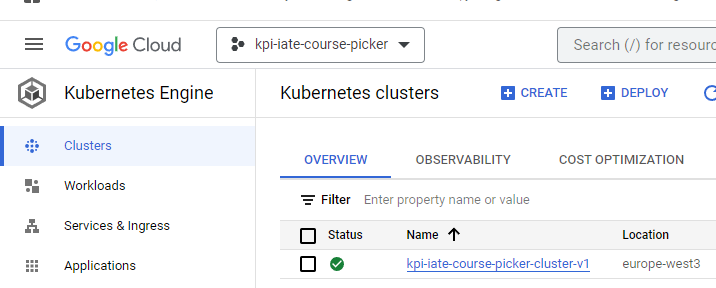 Google Cloud kpi-iate-course-picker Search (/) for resourc
Kubernetes Engine
Kubernetes clusters CREATE DEPLOY
Clusters
Workloads
Services & Ingress
Applications
OVERVIEW OBSERVABILITY COST OPTIMIZATION
Filter Enter property name or value
Status Name Location
kpi-iate-course-picker-cluster-v1 europe-west3